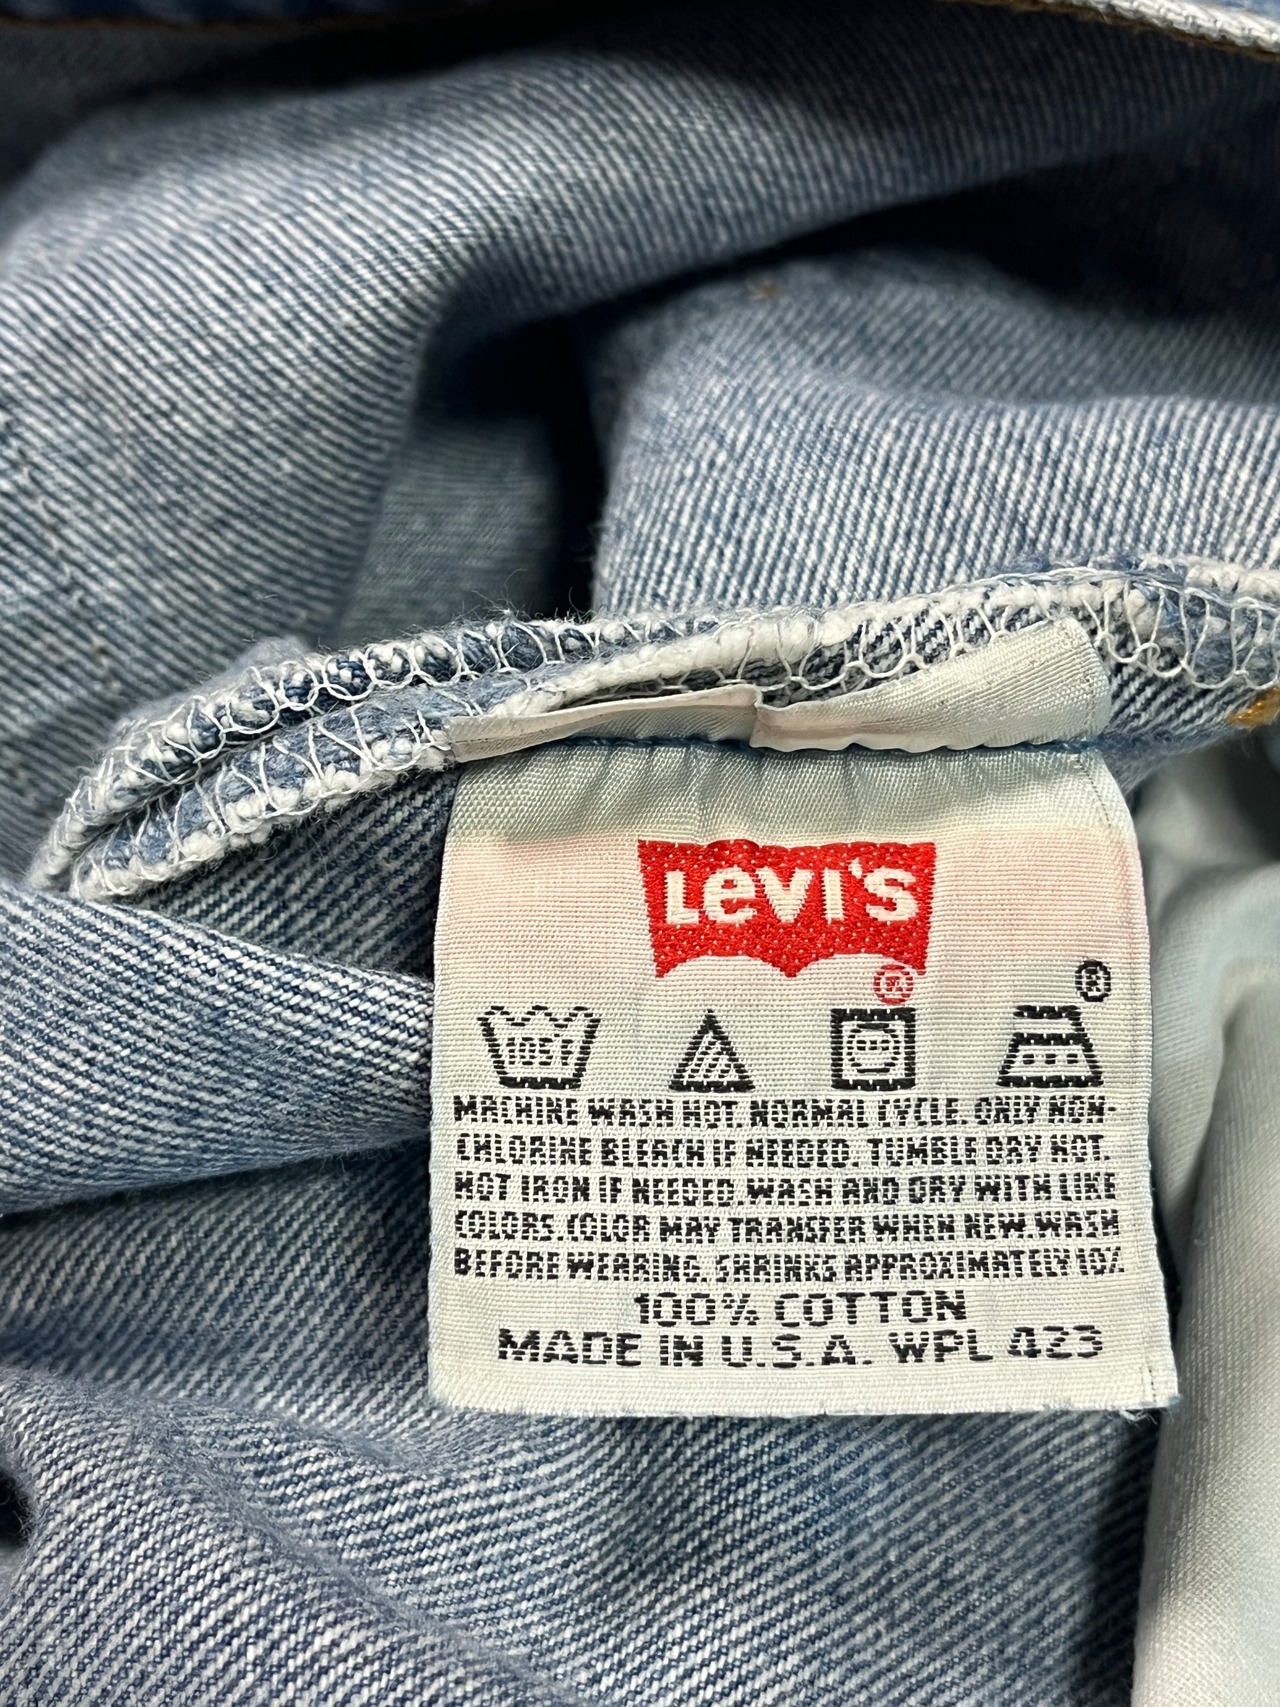 LEVI'S
®
®
105F
MACHINE WASH HOT. NORMAL CYCLE. ONLY NON-
CHLORINE BLEACH IF NEEDED. TUMBLE DRY HOT.
HOT IRON IF NEEDED. WASH AND DRY WITH LIKE
COLORS. COLOR MAY TRANSFER WHEN NEW. WASH
BEFORE WEARING. SHRINKS APPROXIMATELY 10%
100% COTTON
MADE IN U.S.A. WPL 423